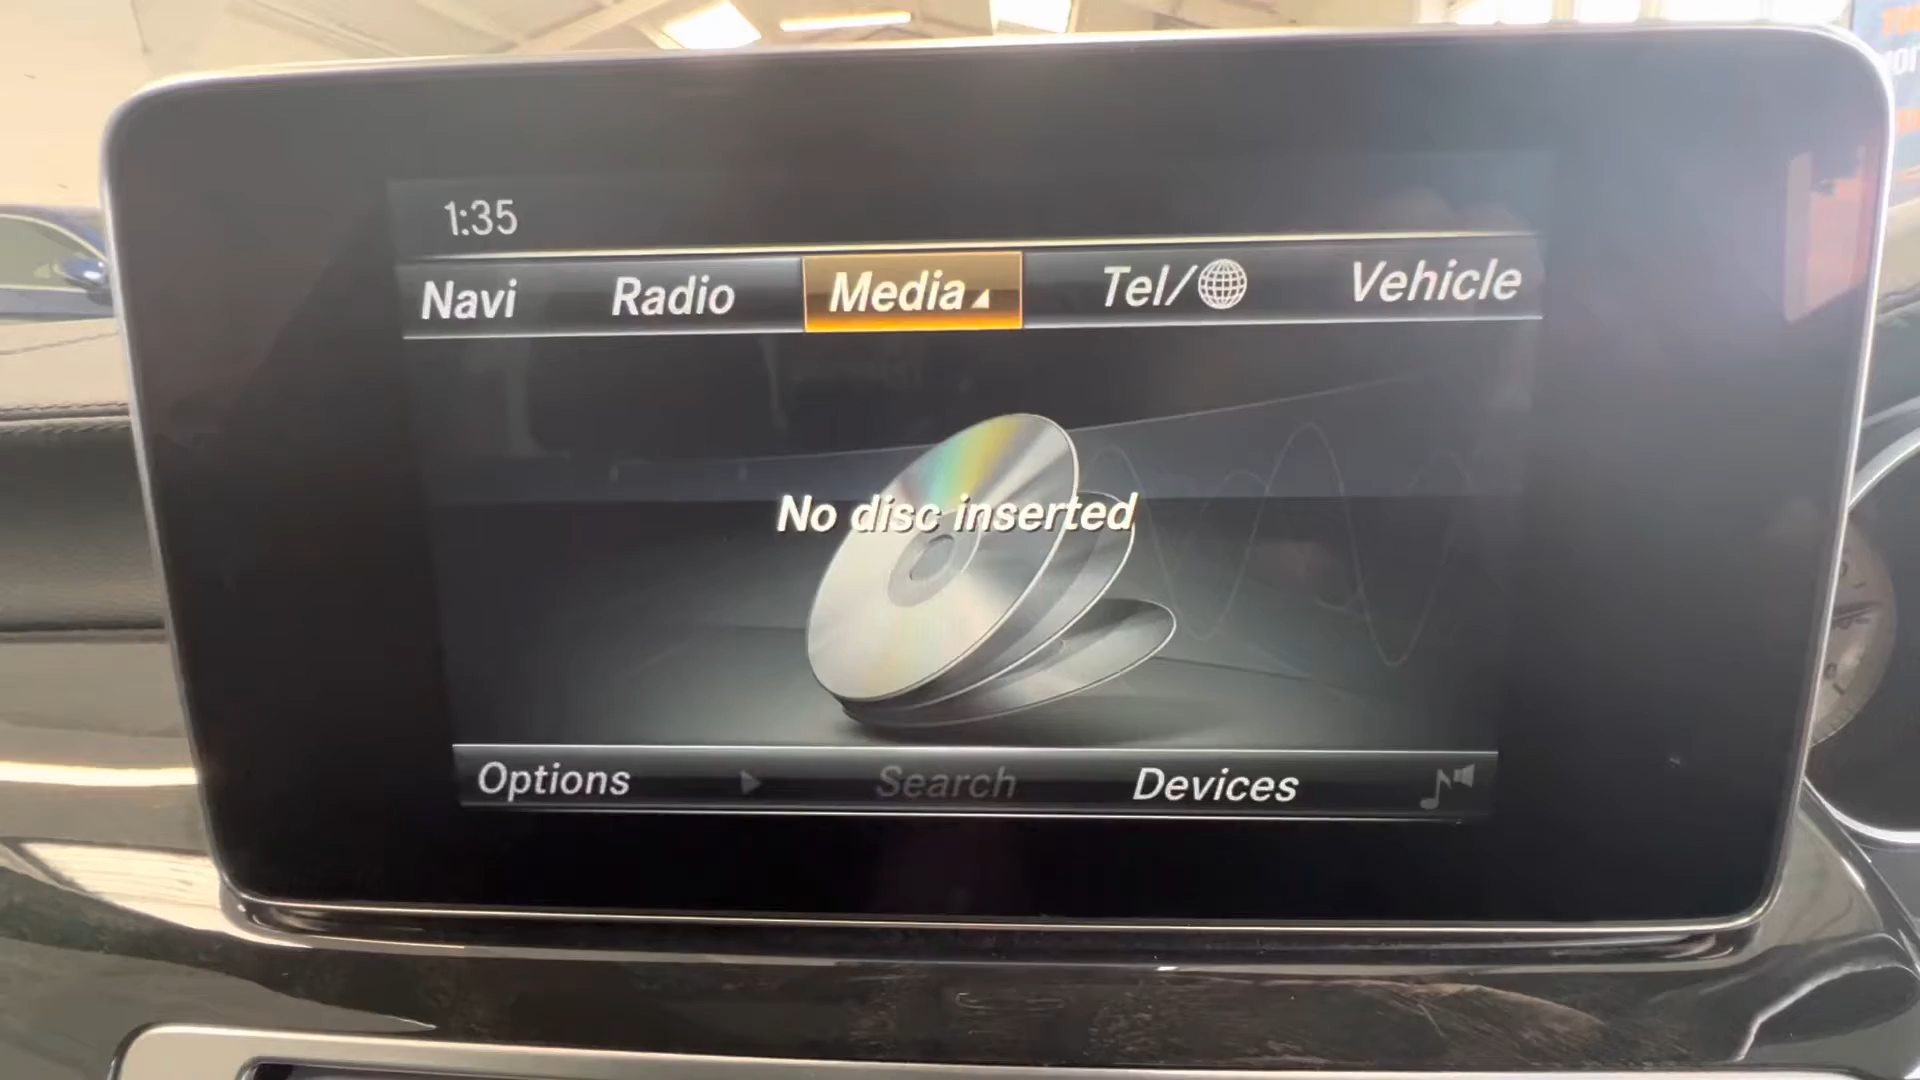 1:35
Navi Radio Media Tel/ Vehicle
No disc inserted
Options Search Devices